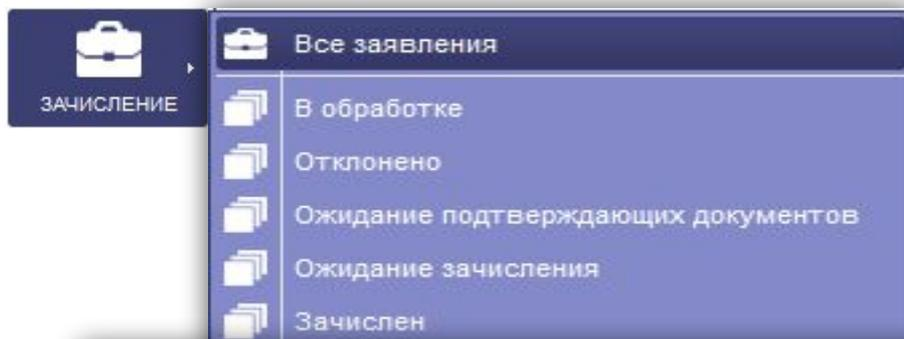 ЗАЧИСЛЕНИЕ
Все заявления
В обработке
Отклонено
Ожидание подтверждающих документов
Ожидание зачисления
Зачислен